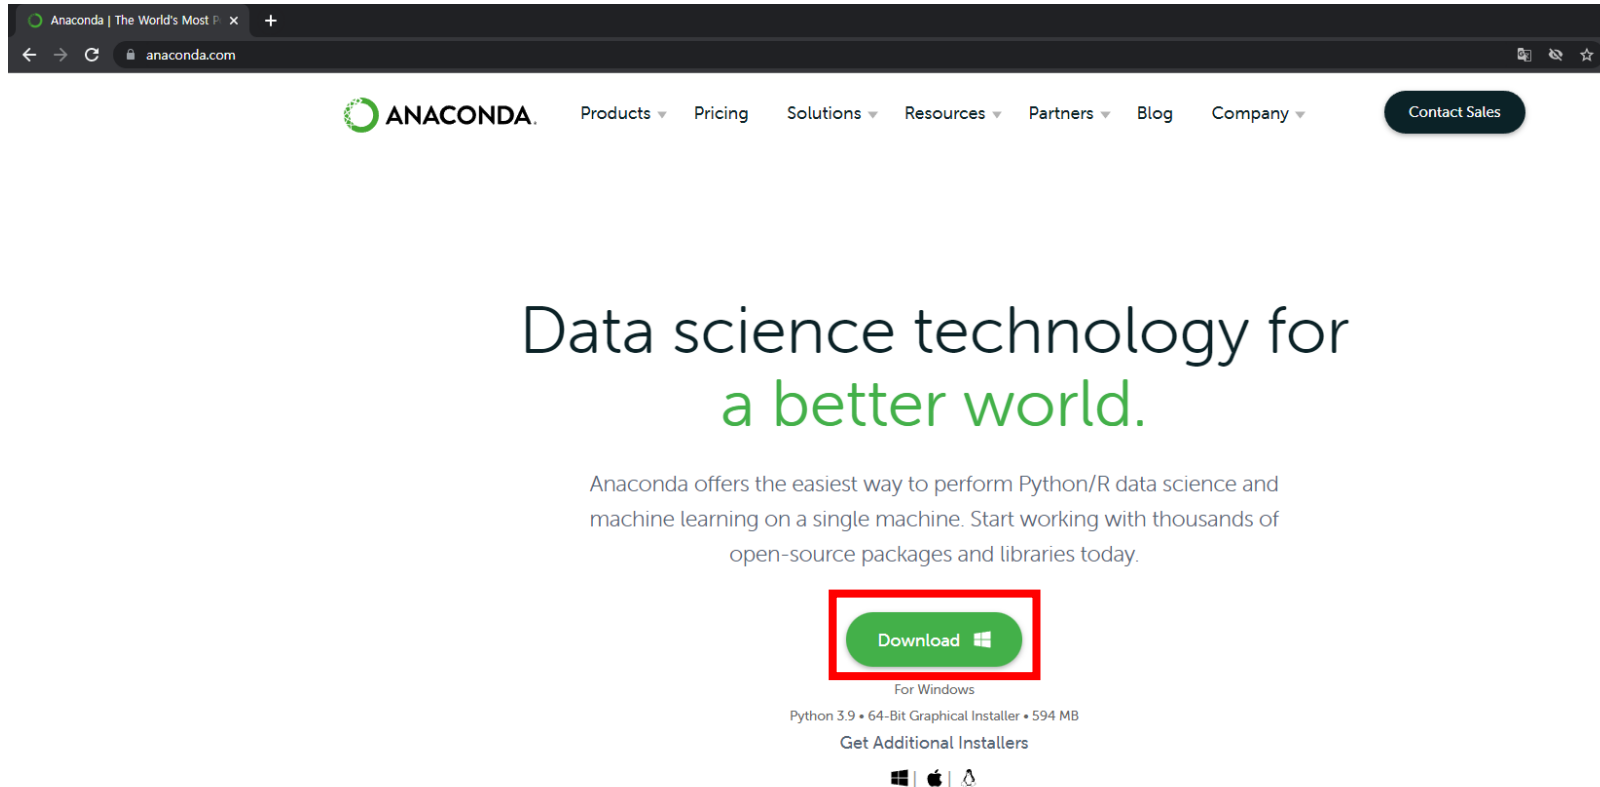 Anaconda | The World's Most P
anaconda.com
ANACONDA.
Products
Pricing
Solutions
Resources
Partners
Blog
Company
Contact Sales
Data science technology for
a better world.
Anaconda offers the easiest way to perform Python/R data science and
machine learning on a single machine. Start working with thousands of
open-source packages and libraries today.
Download
For Windows
Python 3.9 • 64-Bit Graphical Installer • 594 MB
Get Additional Installers